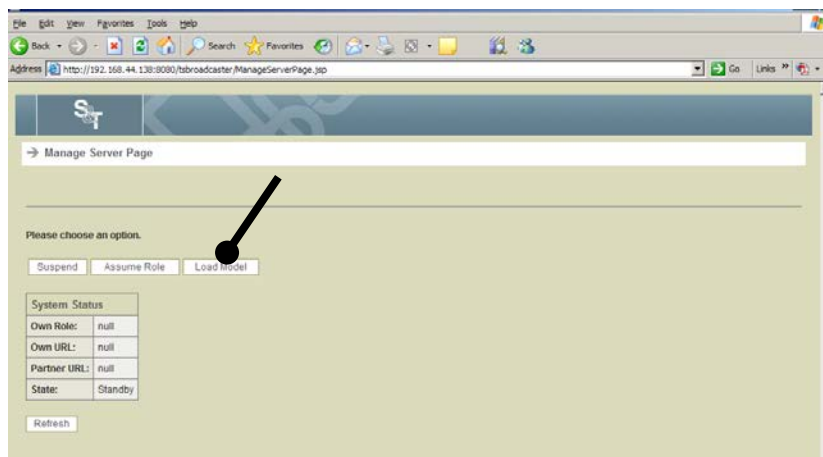 File Edit View Favorites Tools Help
Back Search Favorites
Address http://192.168.44.138:8080/tsbroadcaster/ManageServerPage.jsp Go Links »
ST
→ Manage Server Page
Please choose an option.
Suspend Assume Role Load Model
System Status
Own Role: null
Own URL: null
Partner URL: null
State: Standby
Refresh